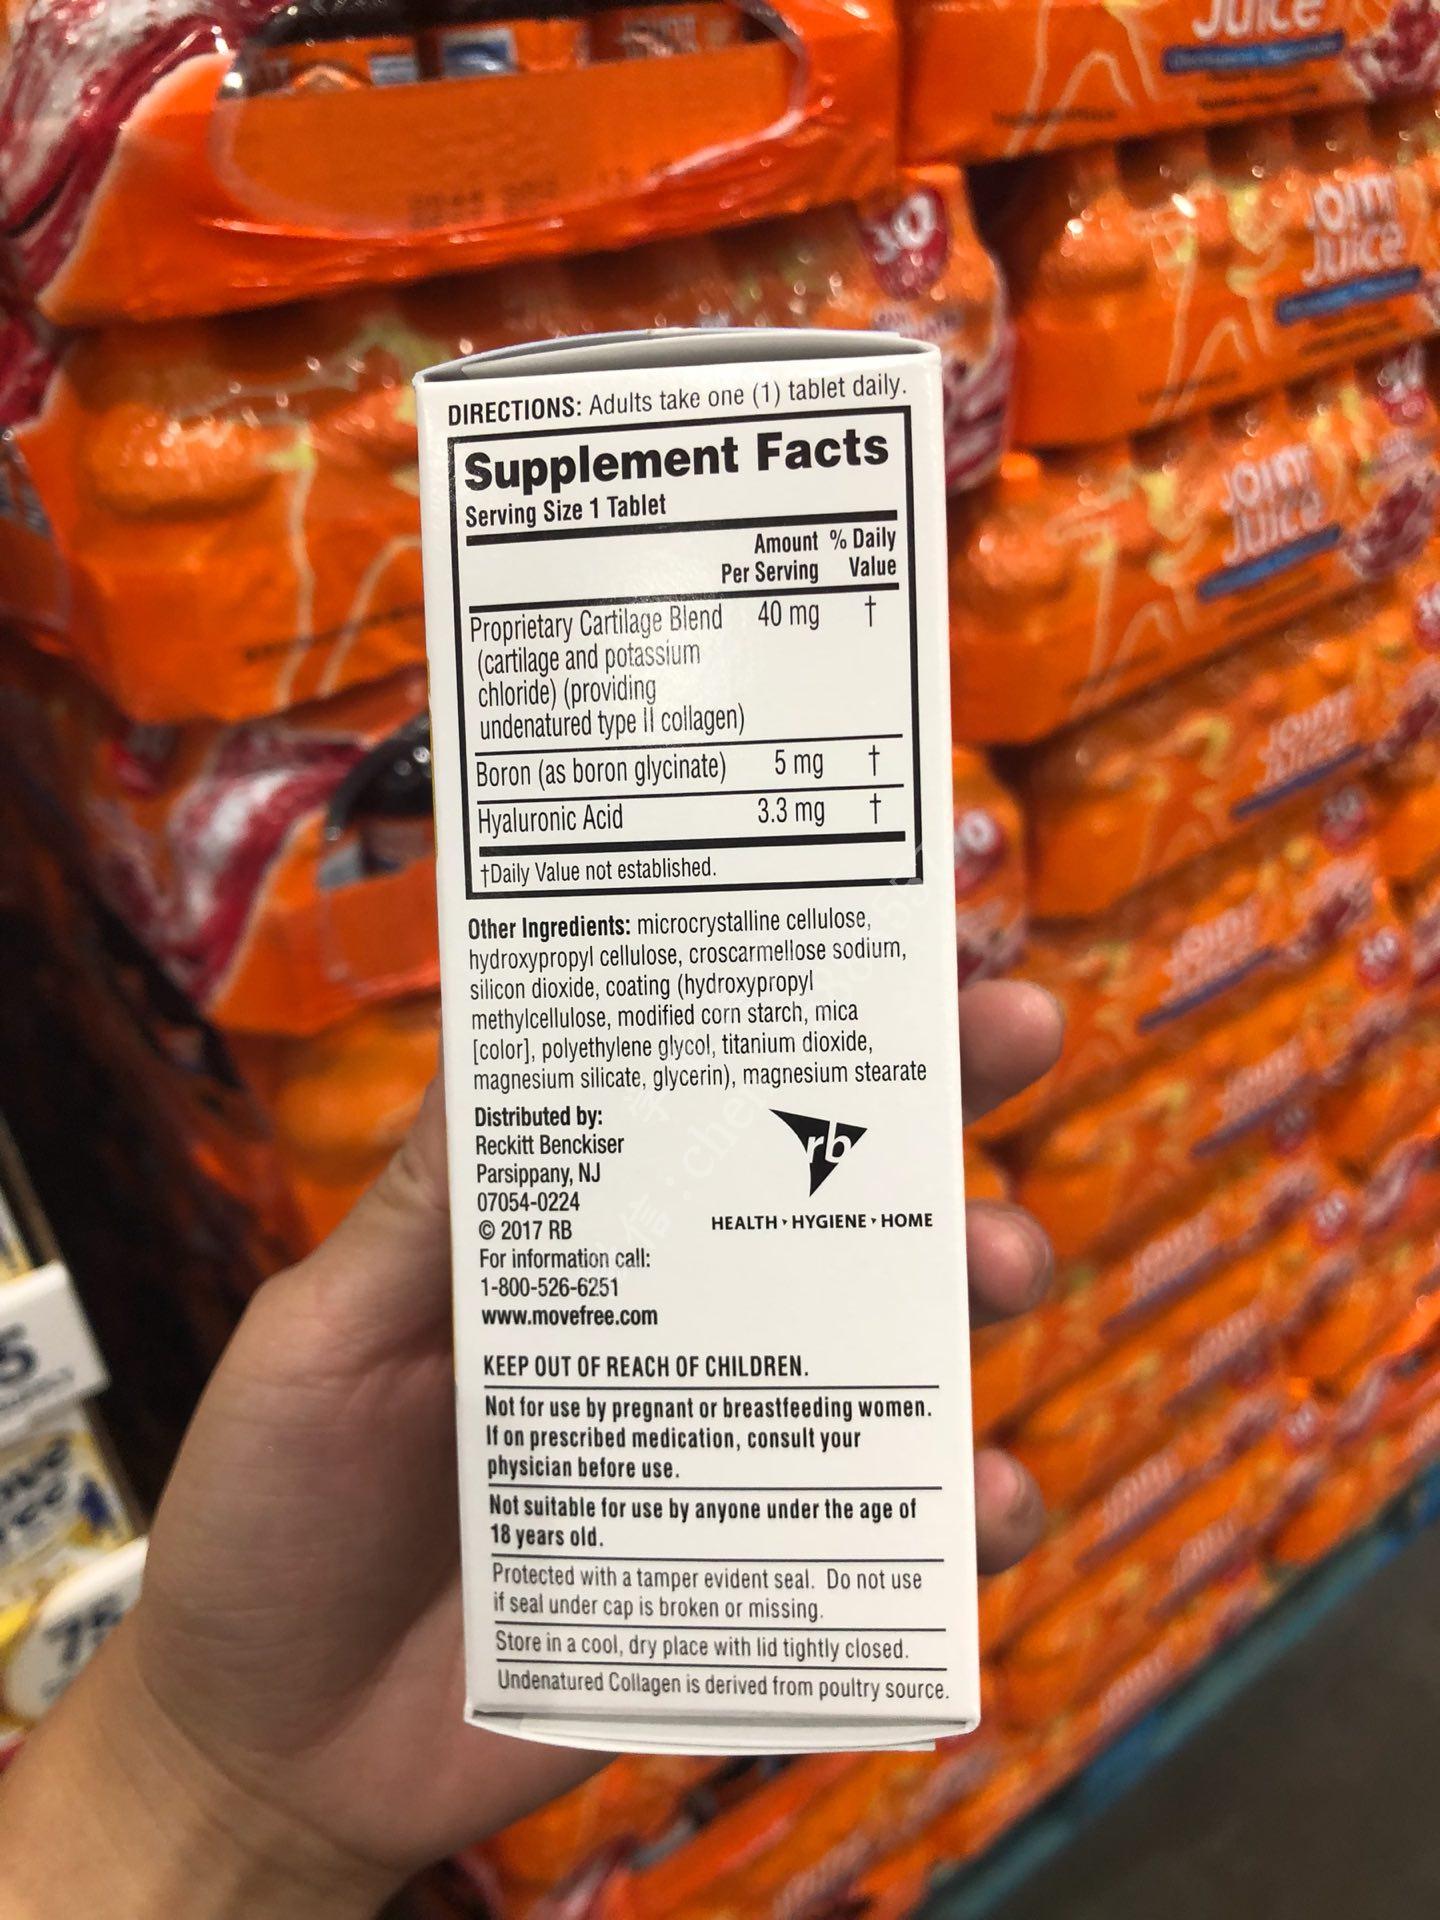 Juice
30
JOINT
JUICE
JOINT
JUICE
DIRECTIONS: Adults take one (1) tablet daily.
Supplement Facts
Serving Size 1 Tablet
Amount % Daily
Per Serving Value
Proprietary Cartilage Blend 40 mg †
(cartilage and potassium
chloride) (providing
undenatured type II collagen)
Boron (as boron glycinate) 5 mg †
Hyaluronic Acid 3.3 mg †
†Daily Value not established.
Other Ingredients: microcrystalline cellulose,
hydroxypropyl cellulose, croscarmellose sodium,
silicon dioxide, coating (hydroxypropyl
methylcellulose, modified corn starch, mica
[color], polyethylene glycol, titanium dioxide,
magnesium silicate, glycerin), magnesium stearate
Distributed by:
Reckitt Benckiser
Parsippany, NJ
07054-0224
© 2017 RB
For information call:
1-800-526-6251
www.movefree.com
rb
HEALTH › HYGIENE › HOME
KEEP OUT OF REACH OF CHILDREN.
Not for use by pregnant or breastfeeding women.
If on prescribed medication, consult your
physician before use.
Not suitable for use by anyone under the age of
18 years old.
Protected with a tamper evident seal. Do not use
if seal under cap is broken or missing.
Store in a cool, dry place with lid tightly closed.
Undenatured Collagen is derived from poultry source.